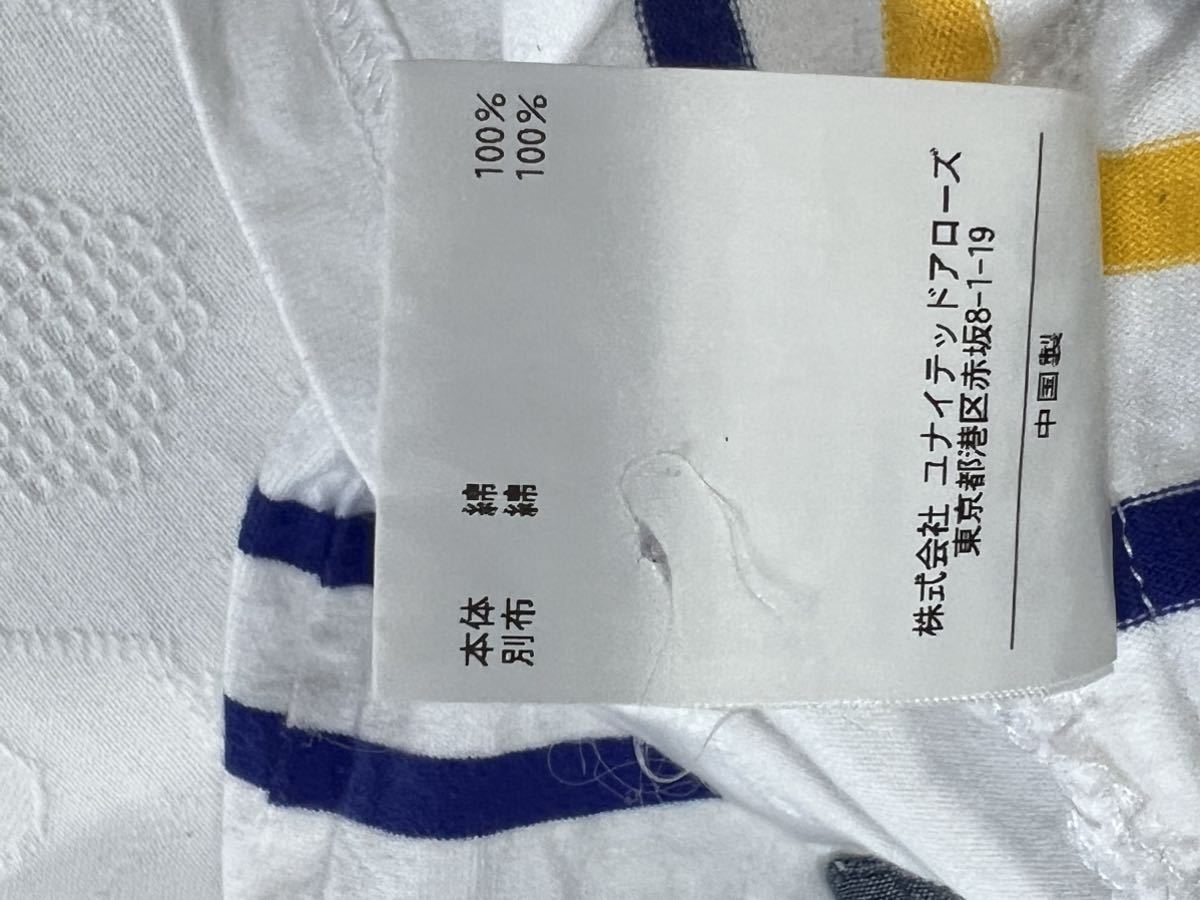 本体 綿 100%
別布 綿 100%
株式会社 ユナイテッドアローズ
東京都港区赤坂8-1-19
中国製